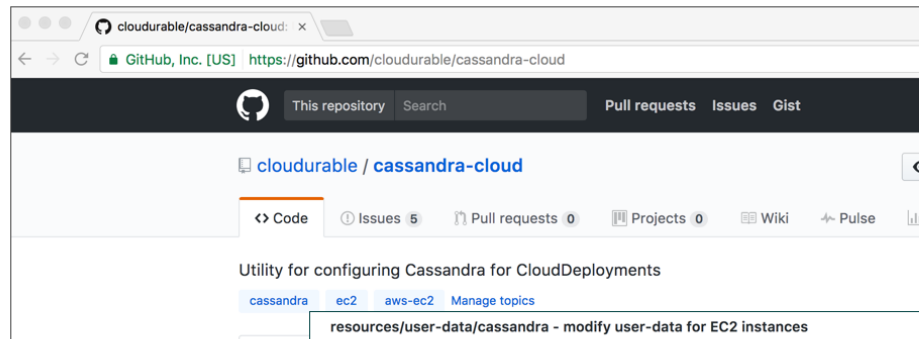 cloudurable/cassandra-cloud:
GitHub, Inc. [US] https://github.com/cloudurable/cassandra-cloud
This repository Search Pull requests Issues Gist
cloudurable / cassandra-cloud
Code Issues 5 Pull requests 0 Projects 0 Wiki Pulse
Utility for configuring Cassandra for CloudDeployments
cassandra ec2 aws-ec2 Manage topics
resources/user-data/cassandra - modify user-data for EC2 instances